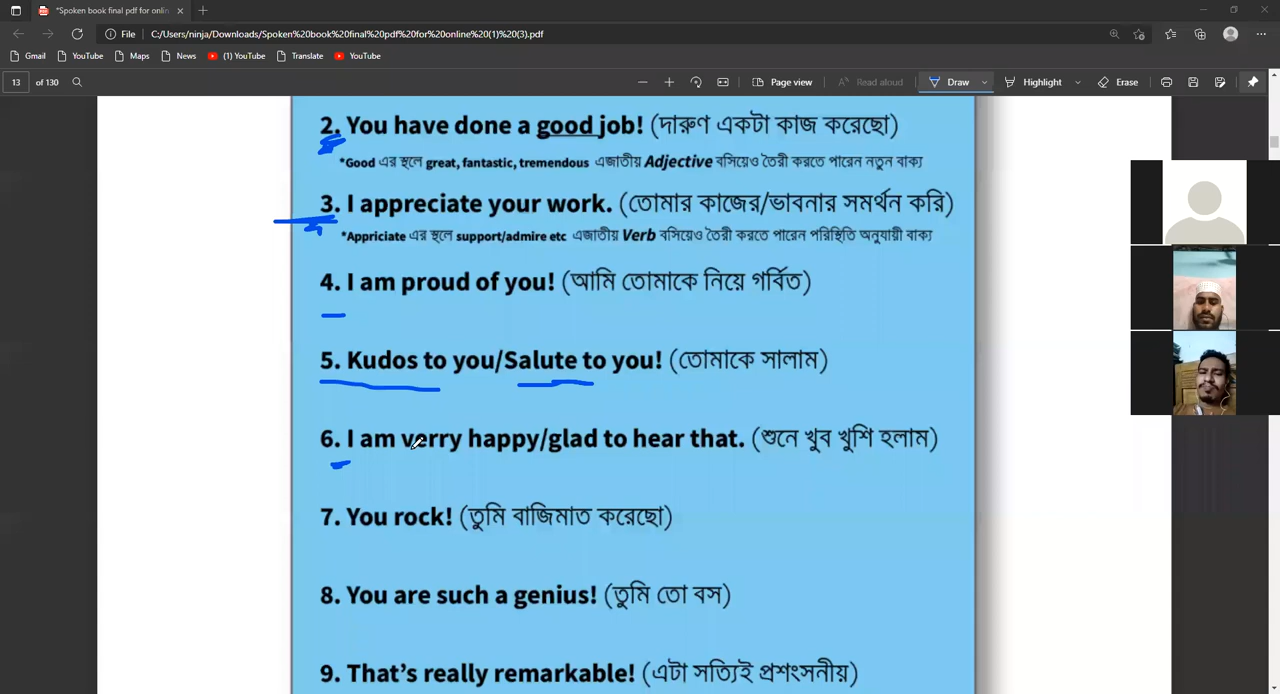 *Spoken book final pdf for onlin
File C:/Users/ninja/Downloads/Spoken%20book%20final%20pdf%20for%20online%20(1)%20(3).pdf
Gmail YouTube Maps News (1) YouTube Translate YouTube
13 of 130 Page view Read aloud Draw Highlight Erase
2. You have done a good job! (দারুণ একটা কাজ করেছো)
*Good এর স্থলে great, fantastic, tremendous এজাতীয় Adjective বসিয়েও তৈরী করতে পারেন নতুন বাক্য
3. I appreciate your work. (তোমার কাজের/ভাবনার সমর্থন করি)
*Appriciate এর স্থলে support/admire etc এজাতীয় Verb বসিয়েও তৈরী করতে পারেন পরিস্থিতি অনুযায়ী বাক্য
4. I am proud of you! (আমি তোমাকে নিয়ে গর্বিত)
5. Kudos to you/Salute to you! (তোমাকে সালাম)
6. I am verry happy/glad to hear that. (শুনে খুব খুশি হলাম)
7. You rock! (তুমি বাজিমাত করেছো)
8. You are such a genius! (তুমি তো বস)
9. That's really remarkable! (এটা সত্যিই প্রশংসনীয়)